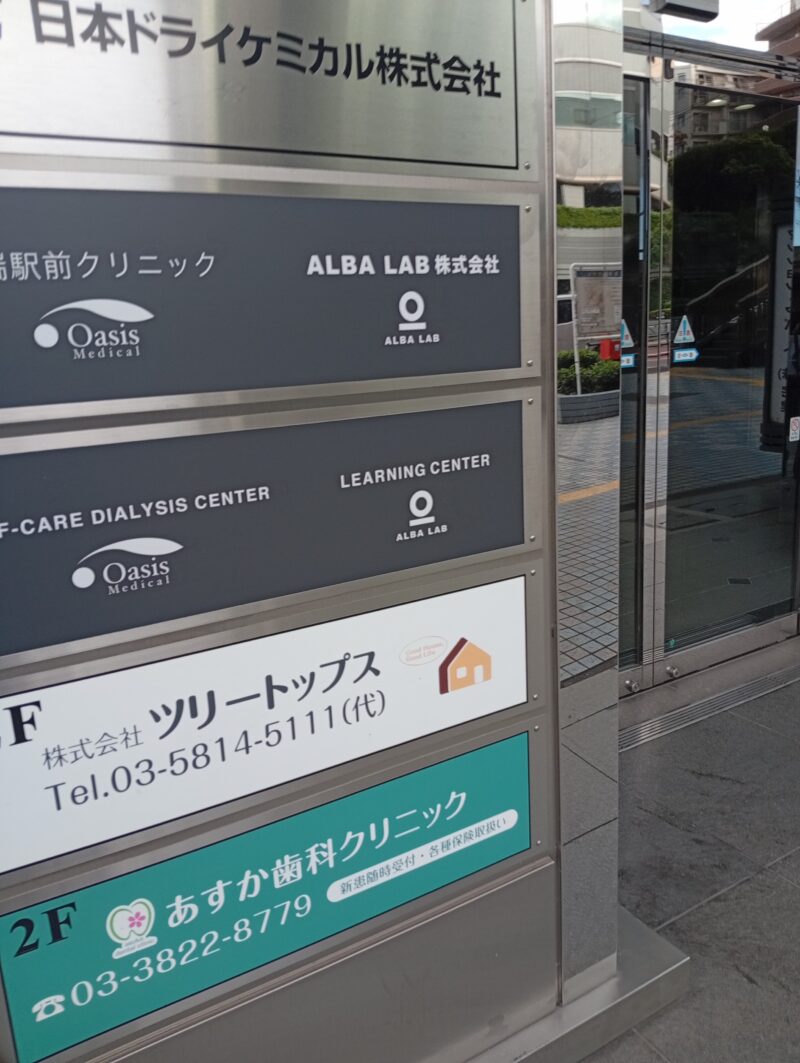 日本ドライケミカル株式会社
駅前クリニック
Oasis
Medical
ALBA LAB 株式会社
ALBA LAB
F-CARE DIALYSIS CENTER
Oasis
Medical
LEARNING CENTER
ALBA LAB
F
株式会社 ツリートップス
Tel.03-5814-5111(代)
Good House,
Good Life
2F
あすか歯科クリニック
☎03-3822-8779
新患随時受付・各種保険取扱い